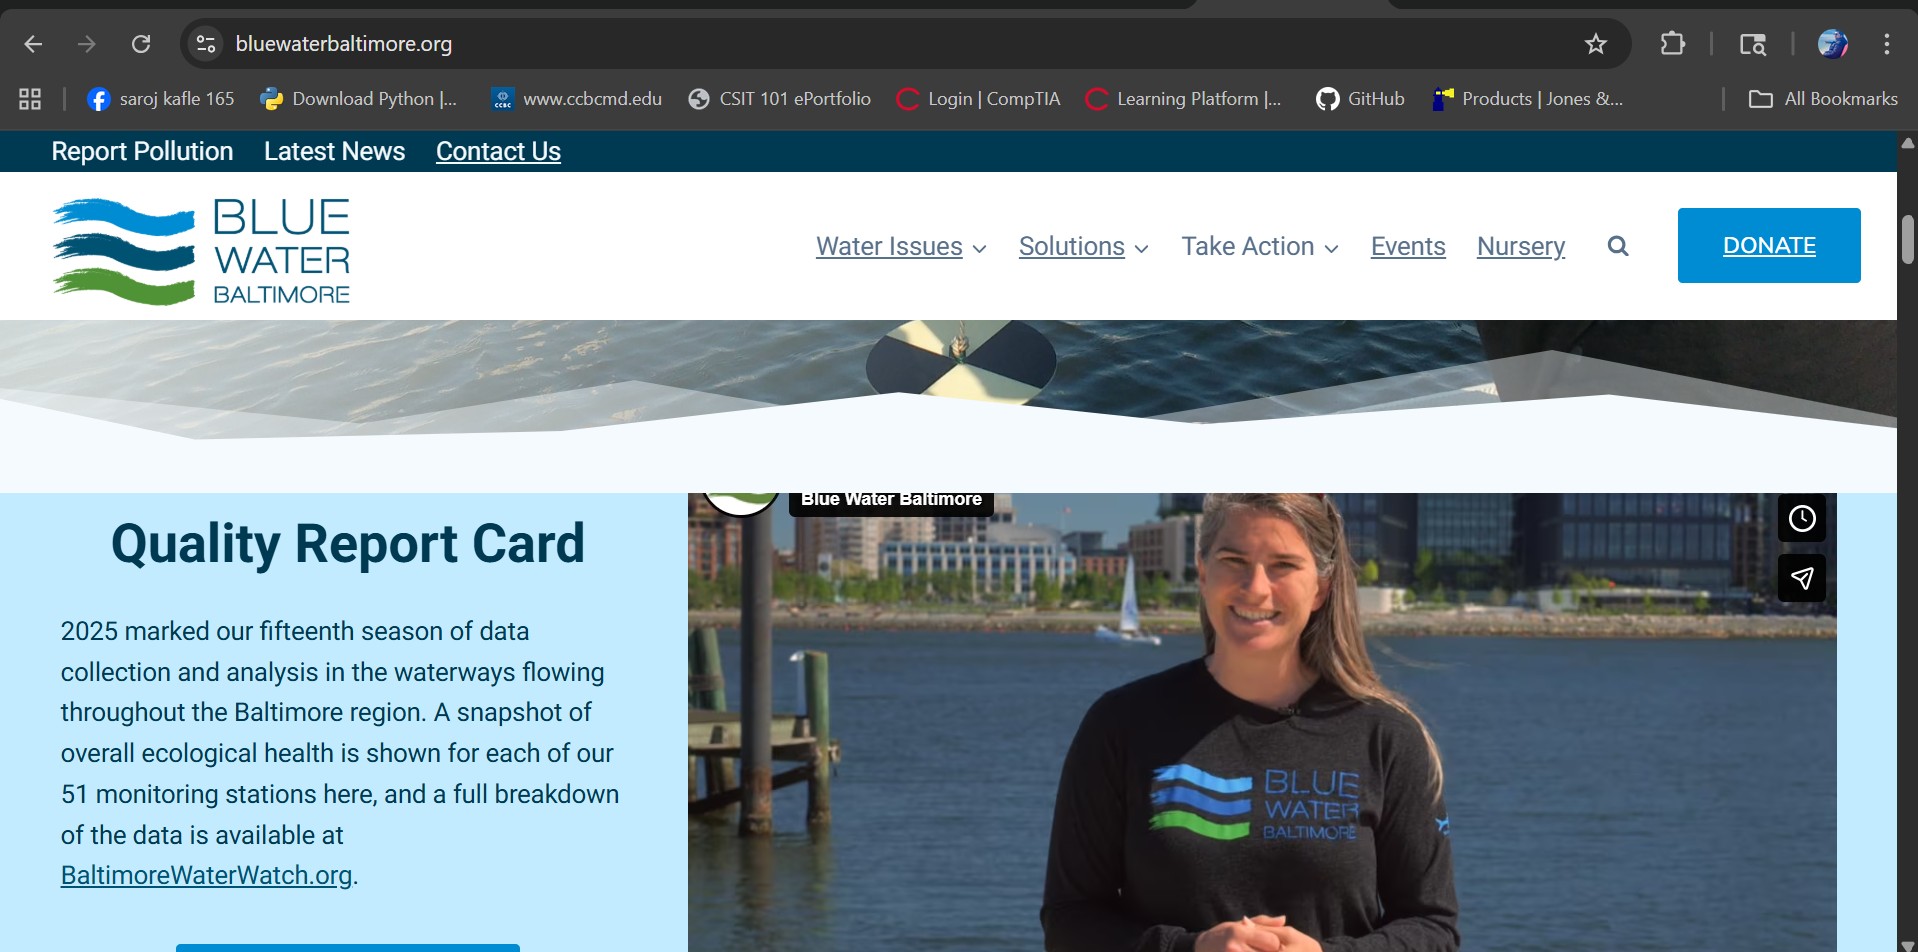 bluewaterbaltimore.org
saroj kafle 165
Download Python |...
CCBC
www.ccbcmd.edu
CSIT 101 ePortfolio
Login | CompTIA
Learning Platform |...
GitHub
Products | Jones &...
All Bookmarks
Report Pollution
Latest News
Contact Us
BLUE
WATER
BALTIMORE
Water Issues
Solutions
Take Action
Events
Nursery
DONATE
Blue Water Baltimore
Quality Report Card
2025 marked our fifteenth season of data
collection and analysis in the waterways flowing
throughout the Baltimore region. A snapshot of
overall ecological health is shown for each of our
51 monitoring stations here, and a full breakdown
of the data is available at
BaltimoreWaterWatch.org.
BLUE
WATER
BALTIMORE